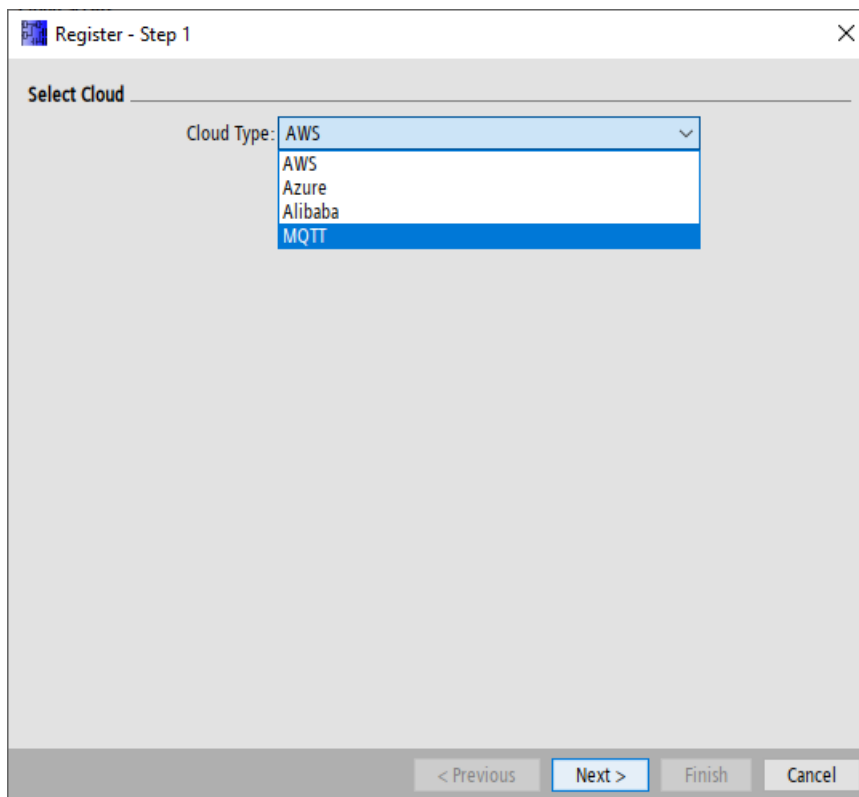 Register - Step 1
Select Cloud
Cloud Type: AWS
AWS
Azure
Alibaba
MQTT
< Previous Next > Finish Cancel